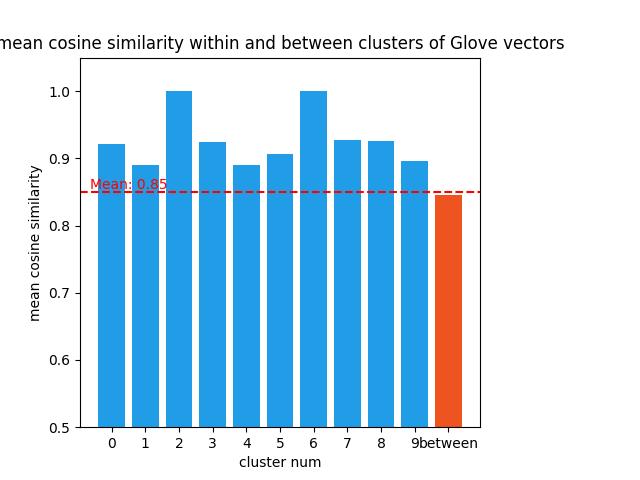 mean cosine similarity within and between clusters of Glove vectors
mean cosine similarity
1.0
0.9
0.8
0.7
0.6
0.5
Mean: 0.85
0 1 2 3 4 5 6 7 8 9 between
cluster num